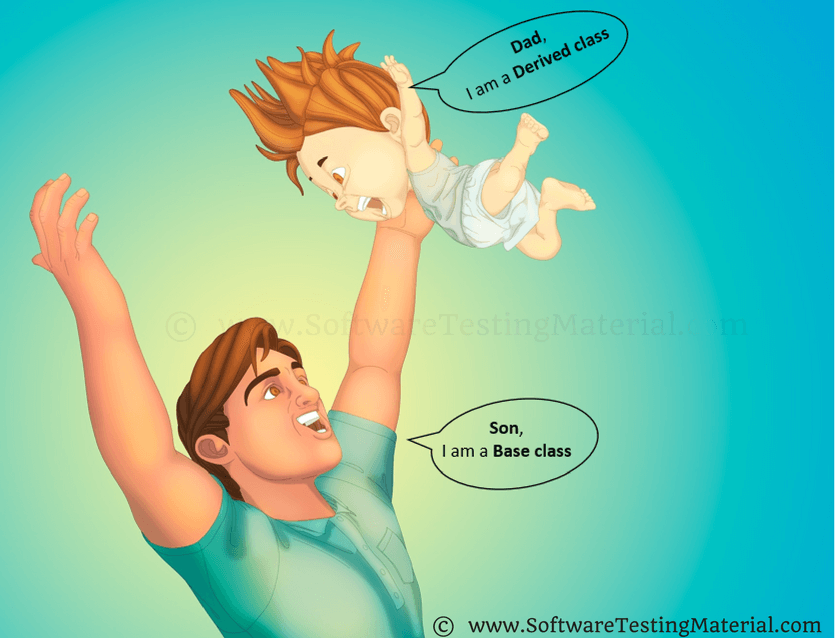 Dad,
I am a Derived class
© www.SoftwareTestingMaterial.com
Son,
I am a Base class
© www.SoftwareTestingMaterial.com